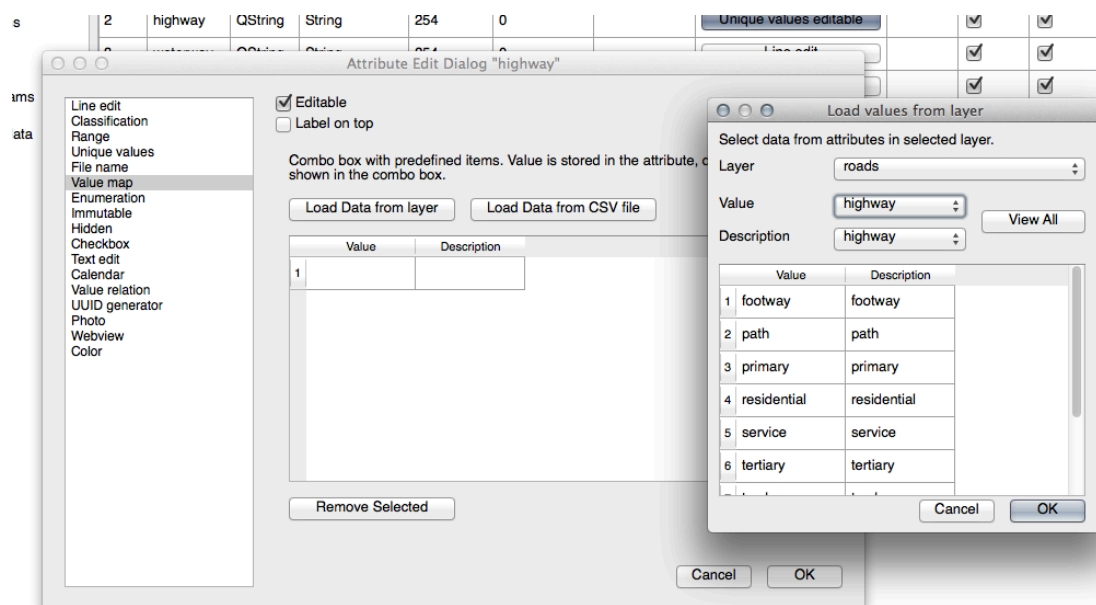 s
2 highway QString String 254 0 Unique values editable
Attribute Edit Dialog "highway"
ams
ata
Line edit
Classification
Range
Unique values
File name
Value map
Enumeration
Immutable
Hidden
Checkbox
Text edit
Calendar
Value relation
UUID generator
Photo
Webview
Color
Editable
Label on top
Combo box with predefined items. Value is stored in the attribute,
shown in the combo box.
Load Data from layer Load Data from CSV file
Value Description
1
Remove Selected
Cancel OK
Load values from layer
Select data from attributes in selected layer.
Layer roads
Value highway
View All
Description highway
Value Description
1 footway footway
2 path path
3 primary primary
4 residential residential
5 service service
6 tertiary tertiary
Cancel OK